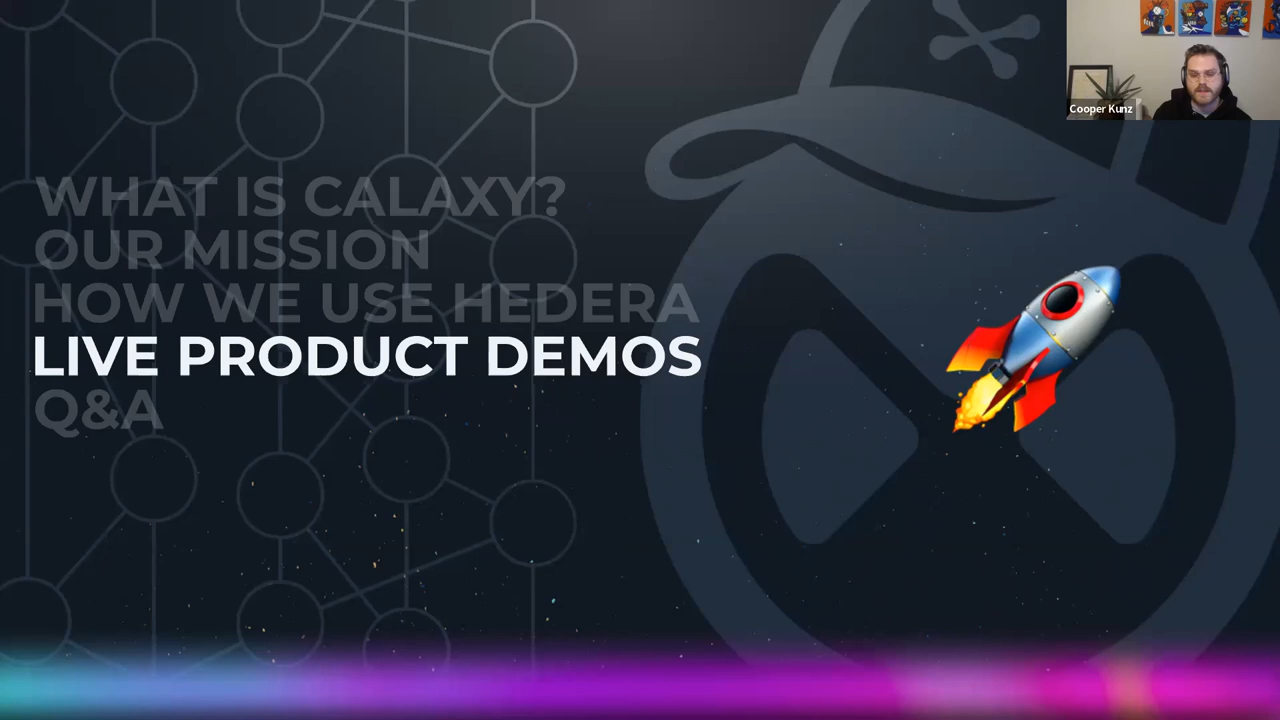 WHAT IS CALAXY?
OUR MISSION
HOW WE USE HEDERA
LIVE PRODUCT DEMOS
Q&A
Cooper Kunz